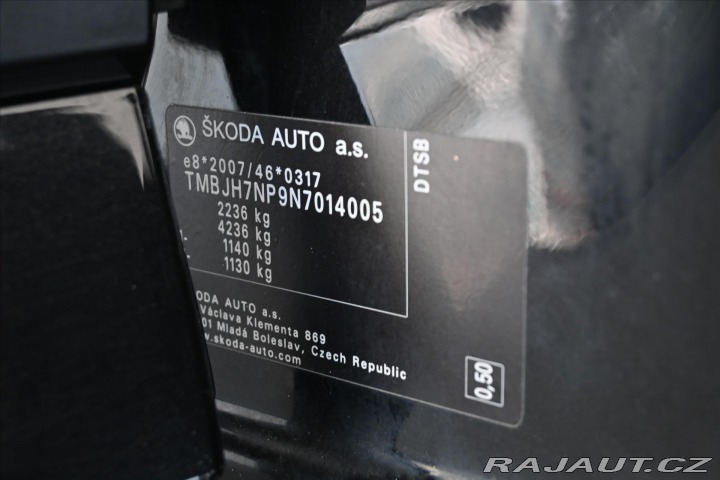 ŠKODA AUTO a.s.
e8*2007/46*0317
TMBJH7NP9N7014005
2236 kg
4236 kg
1140 kg
1130 kg
DTSB
ODA AUTO a.s.
Václava Klementa 869
01 Mladá Boleslav, Czech Republic
w.skoda-auto.com
0,50
RAJAUT.CZ